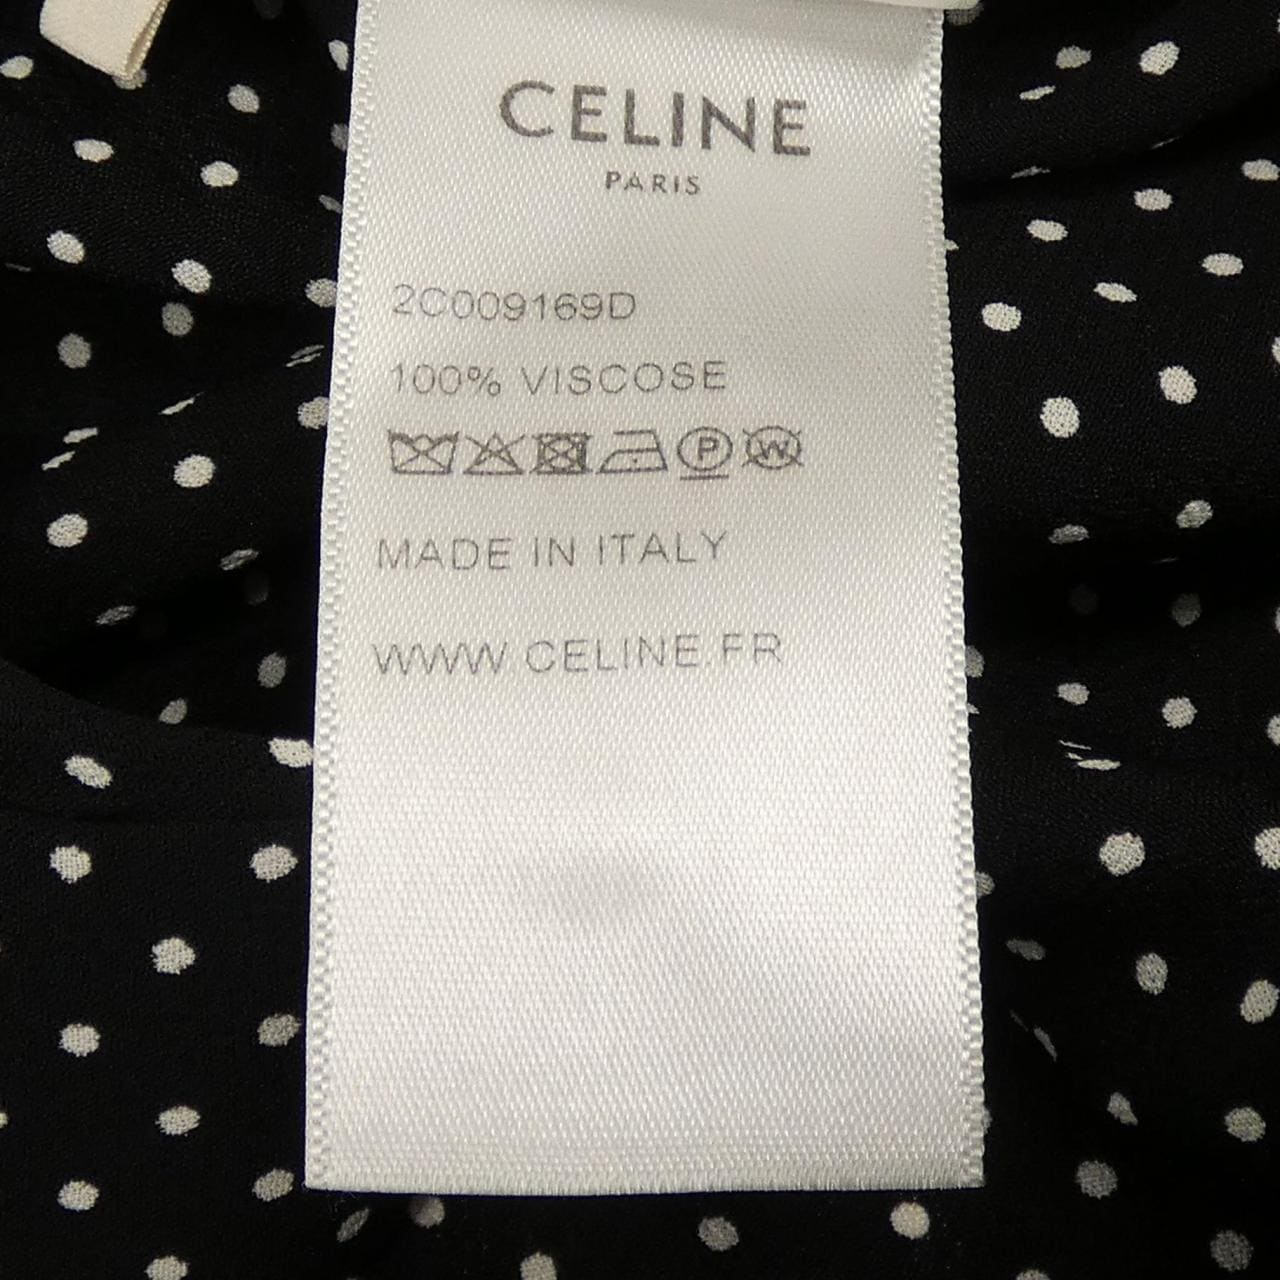 CELINE
PARIS
2C009169D
100% VISCOSE
P W
MADE IN ITALY
WWW.CELINE.FR